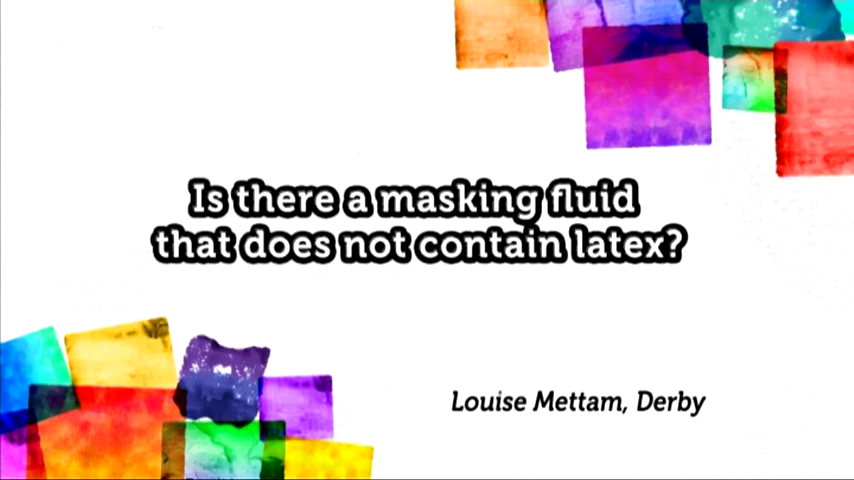 Is there a masking fluid
that does not contain latex?
Louise Mettam, Derby